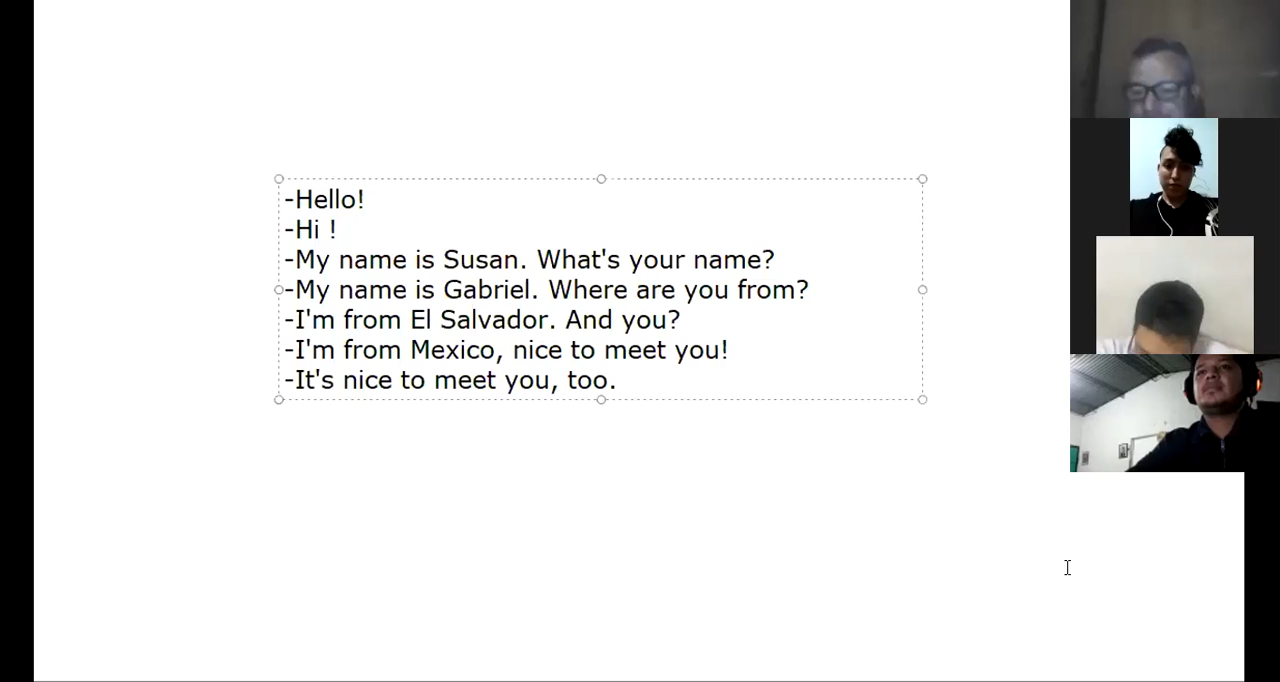 -Hello!
-Hi !
-My name is Susan. What's your name?
-My name is Gabriel. Where are you from?
-I'm from El Salvador. And you?
-I'm from Mexico, nice to meet you!
-It's nice to meet you, too.